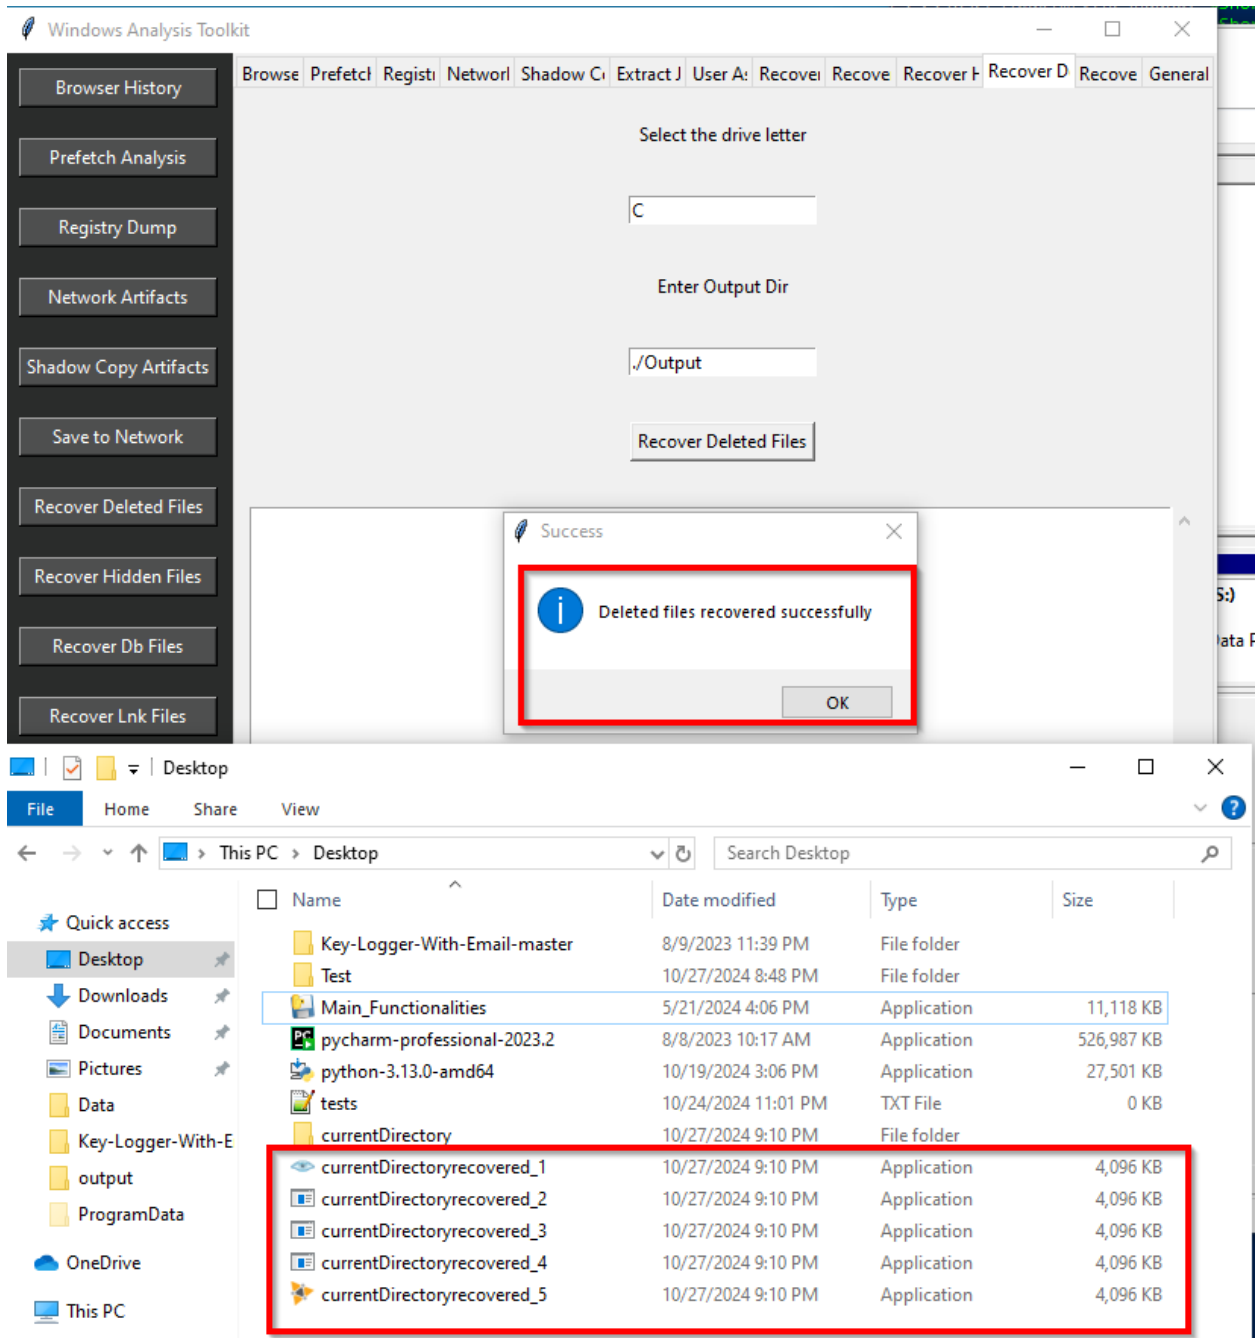 Windows Analysis Toolkit
Browse Prefetch Registr Network Shadow Co Extract J User As Recover Recove Recover H Recover D Recove General
Browser History
Prefetch Analysis
Registry Dump
Network Artifacts
Shadow Copy Artifacts
Save to Network
Recover Deleted Files
Recover Hidden Files
Recover Db Files
Recover Lnk Files
Select the drive letter
C
Enter Output Dir
./Output
Recover Deleted Files
Success
Deleted files recovered successfully
OK
S:)
Desktop
File Home Share View
This PC > Desktop
Search Desktop
Name Date modified Type Size
Quick access
Desktop
Downloads
Documents
Pictures
Data
Key-Logger-With-E
output
ProgramData
OneDrive
This PC
Key-Logger-With-Email-master 8/9/2023 11:39 PM File folder
Test 10/27/2024 8:48 PM File folder
Main_Functionalities 5/21/2024 4:06 PM Application 11,118 KB
pycharm-professional-2023.2 8/8/2023 10:17 AM Application 526,987 KB
python-3.13.0-amd64 10/19/2024 3:06 PM Application 27,501 KB
tests 10/24/2024 11:01 PM TXT File 0 KB
currentDirectory 10/27/2024 9:10 PM File folder
currentDirectoryrecovered_1 10/27/2024 9:10 PM Application 4,096 KB
currentDirectoryrecovered_2 10/27/2024 9:10 PM Application 4,096 KB
currentDirectoryrecovered_3 10/27/2024 9:10 PM Application 4,096 KB
currentDirectoryrecovered_4 10/27/2024 9:10 PM Application 4,096 KB
currentDirectoryrecovered_5 10/27/2024 9:10 PM Application 4,096 KB